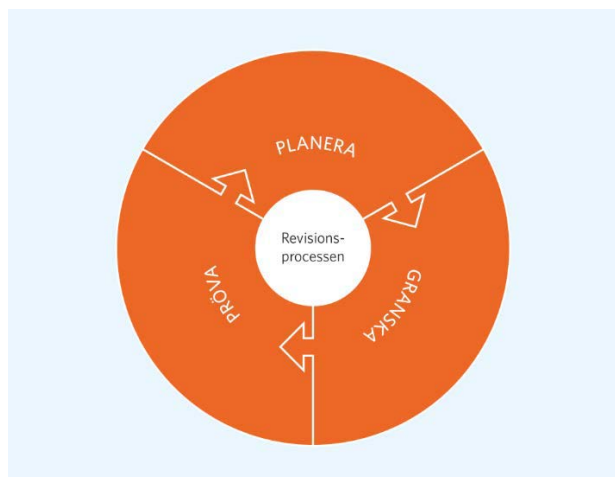 PLANERA
Revisions-
processen
GRANSKA
PRÖVA